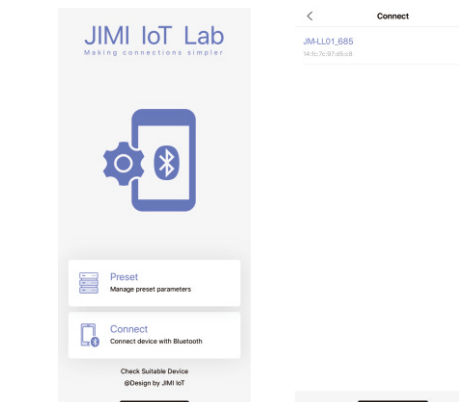 JIMI IoT Lab
Making connections simpler
Preset
Manage preset parameters
Connect
Connect device with Bluetooth
Check Suitable Device
@Design by JIMI IoT
Connect
JM-LL01_685
14:1c:7c:97:d5:c8